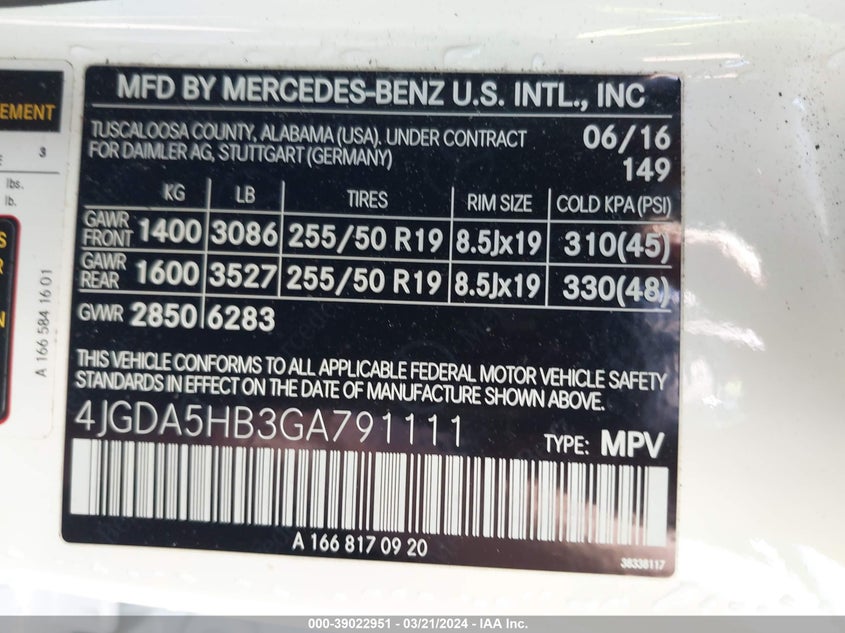 MFD BY MERCEDES-BENZ U.S. INTL., INC
TUSCALOOSA COUNTY, ALABAMA (USA). UNDER CONTRACT
FOR DAIMLER AG, STUTTGART (GERMANY)
06/16
149
KG LB TIRES RIM SIZE COLD KPA (PSI)
GAWR FRONT 1400 3086 255/50 R19 8.5Jx19 310(45)
GAWR REAR 1600 3527 255/50 R19 8.5Jx19 330(48)
GVWR 2850 6283
THIS VEHICLE CONFORMS TO ALL APPLICABLE FEDERAL MOTOR VEHICLE SAFETY
STANDARDS IN EFFECT ON THE DATE OF MANUFACTURE SHOWN ABOVE.
4JGDA5HB3GA791111
TYPE: MPV
A 166 817 09 20
38338117
EMENT
3
lbs.
lb.
A 166 584 16 01
000-39022951 - 03/21/2024 - IAA Inc.